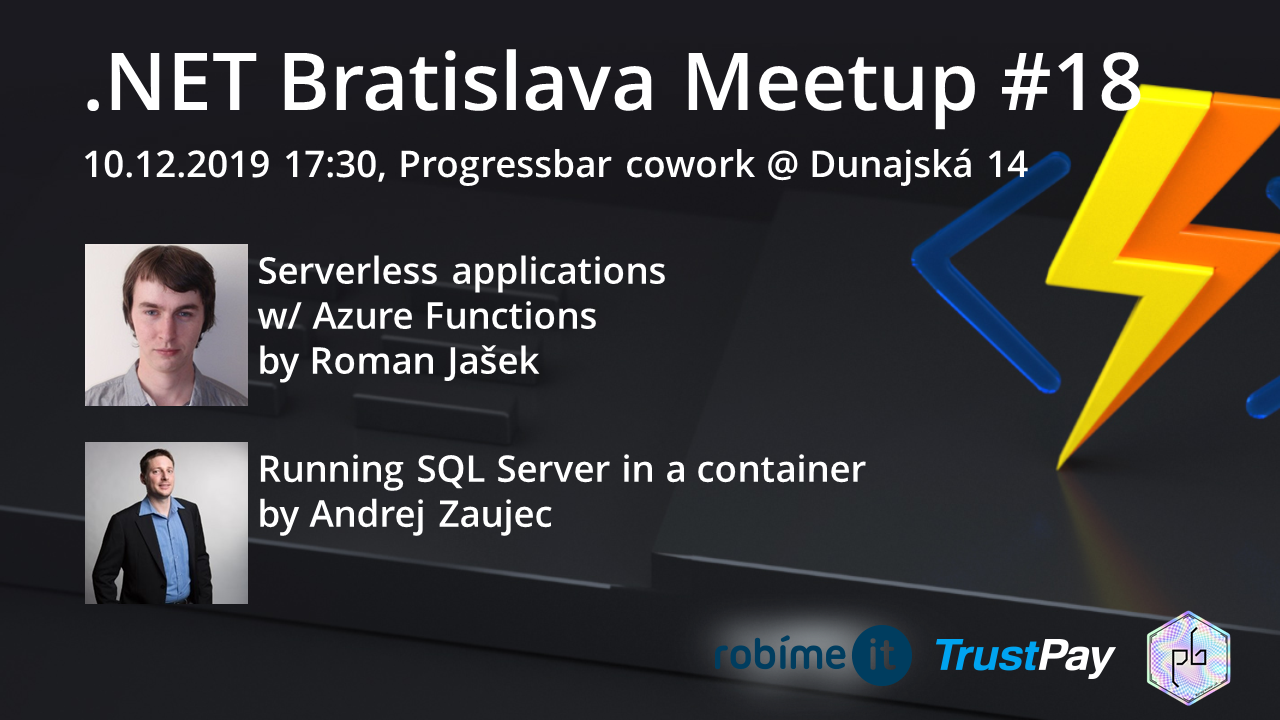 .NET Bratislava Meetup #18
10.12.2019 17:30, Progressbar cowork @ Dunajská 14
Serverless applications
w/ Azure Functions
by Roman Jašek
Running SQL Server in a container
by Andrej Zaujec
robíme it
TrustPay
pb